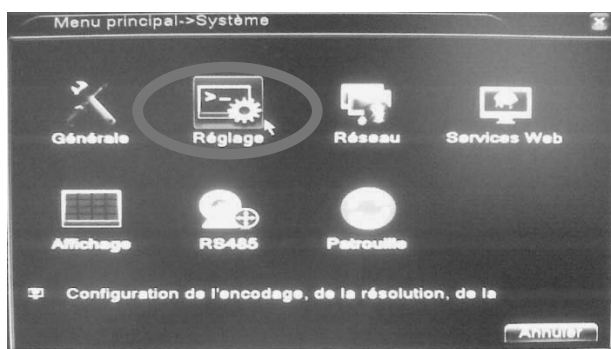 Menu principal->Système
Générale
Réglage
Réseau
Services Web
Affichage
RS485
Patrouille
Configuration de l'encodage, de la résolution, de la
Annuler